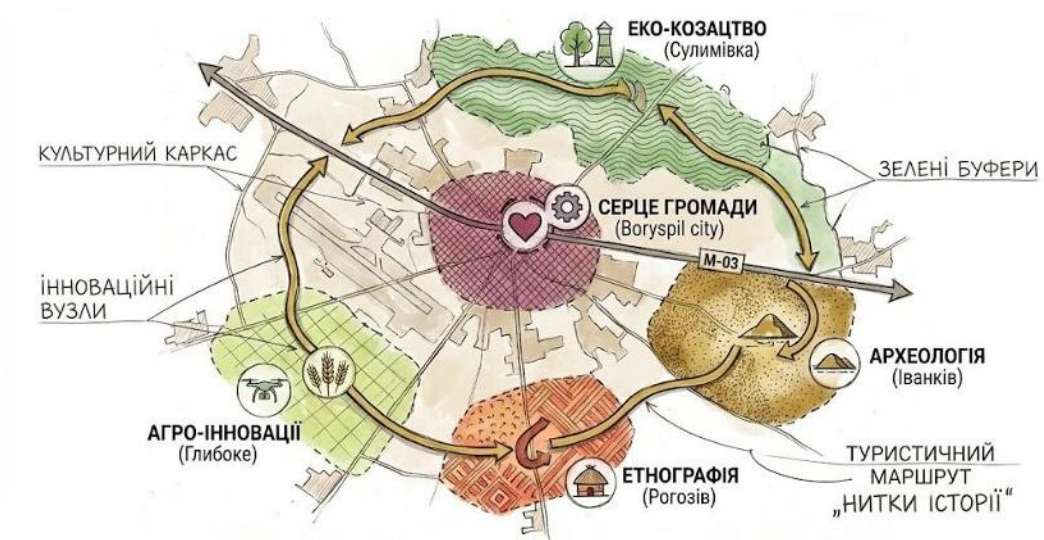 ЕКО-КОЗАЦТВО
(Сулимівка)
КУЛЬТУРНИЙ КАРКАС
ЗЕЛЕНІ БУФЕРИ
СЕРЦЕ ГРОМАДИ
(Boryspil city)
М-03
ІННОВАЦІЙНІ
ВУЗЛИ
АРХЕОЛОГІЯ
(Іванків)
АГРО-ІННОВАЦІЇ
(Глибоке)
ЕТНОГРАФІЯ
(Рогозів)
ТУРИСТИЧНИЙ
МАРШРУТ
„НИТКИ ІСТОРІЇ“